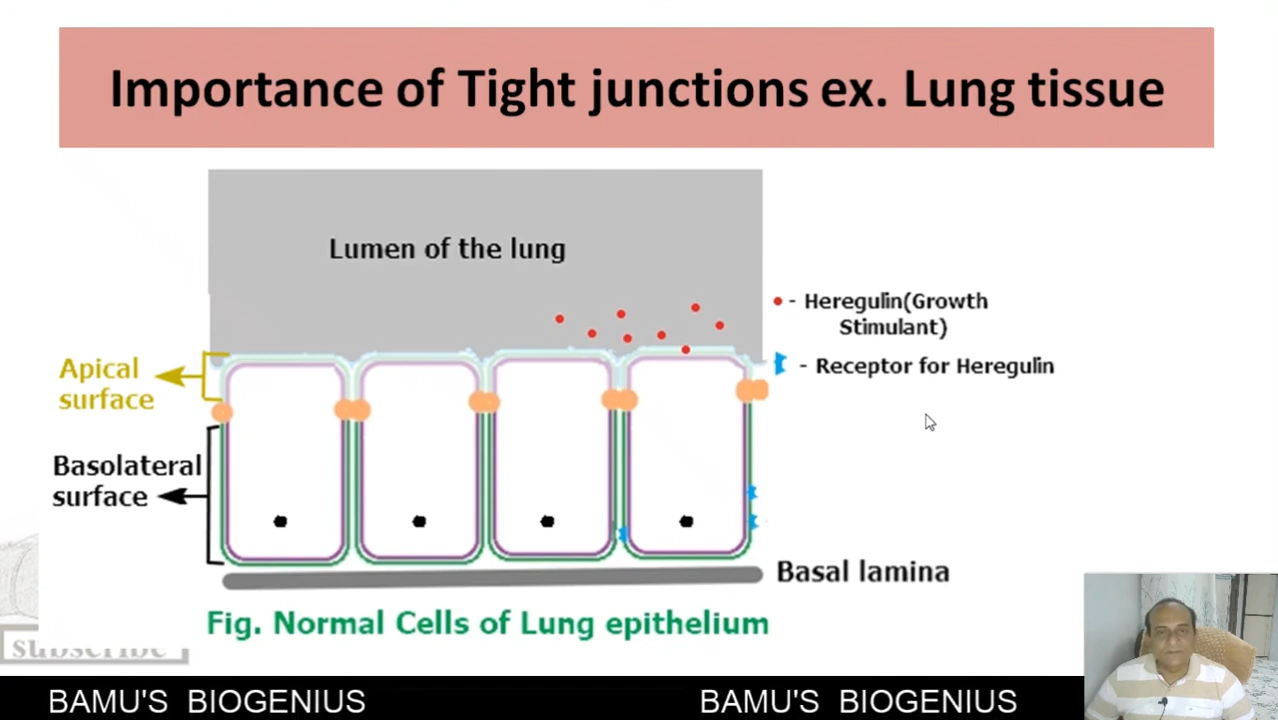 Importance of Tight junctions ex. Lung tissue
Lumen of the lung
- Heregulin(Growth
Stimulant)
- Receptor for Heregulin
Apical
surface
Basolateral
surface
Basal lamina
Fig. Normal Cells of Lung epithelium
subscribe
BAMU'S BIOGENIUS
BAMU'S BIOGENIUS